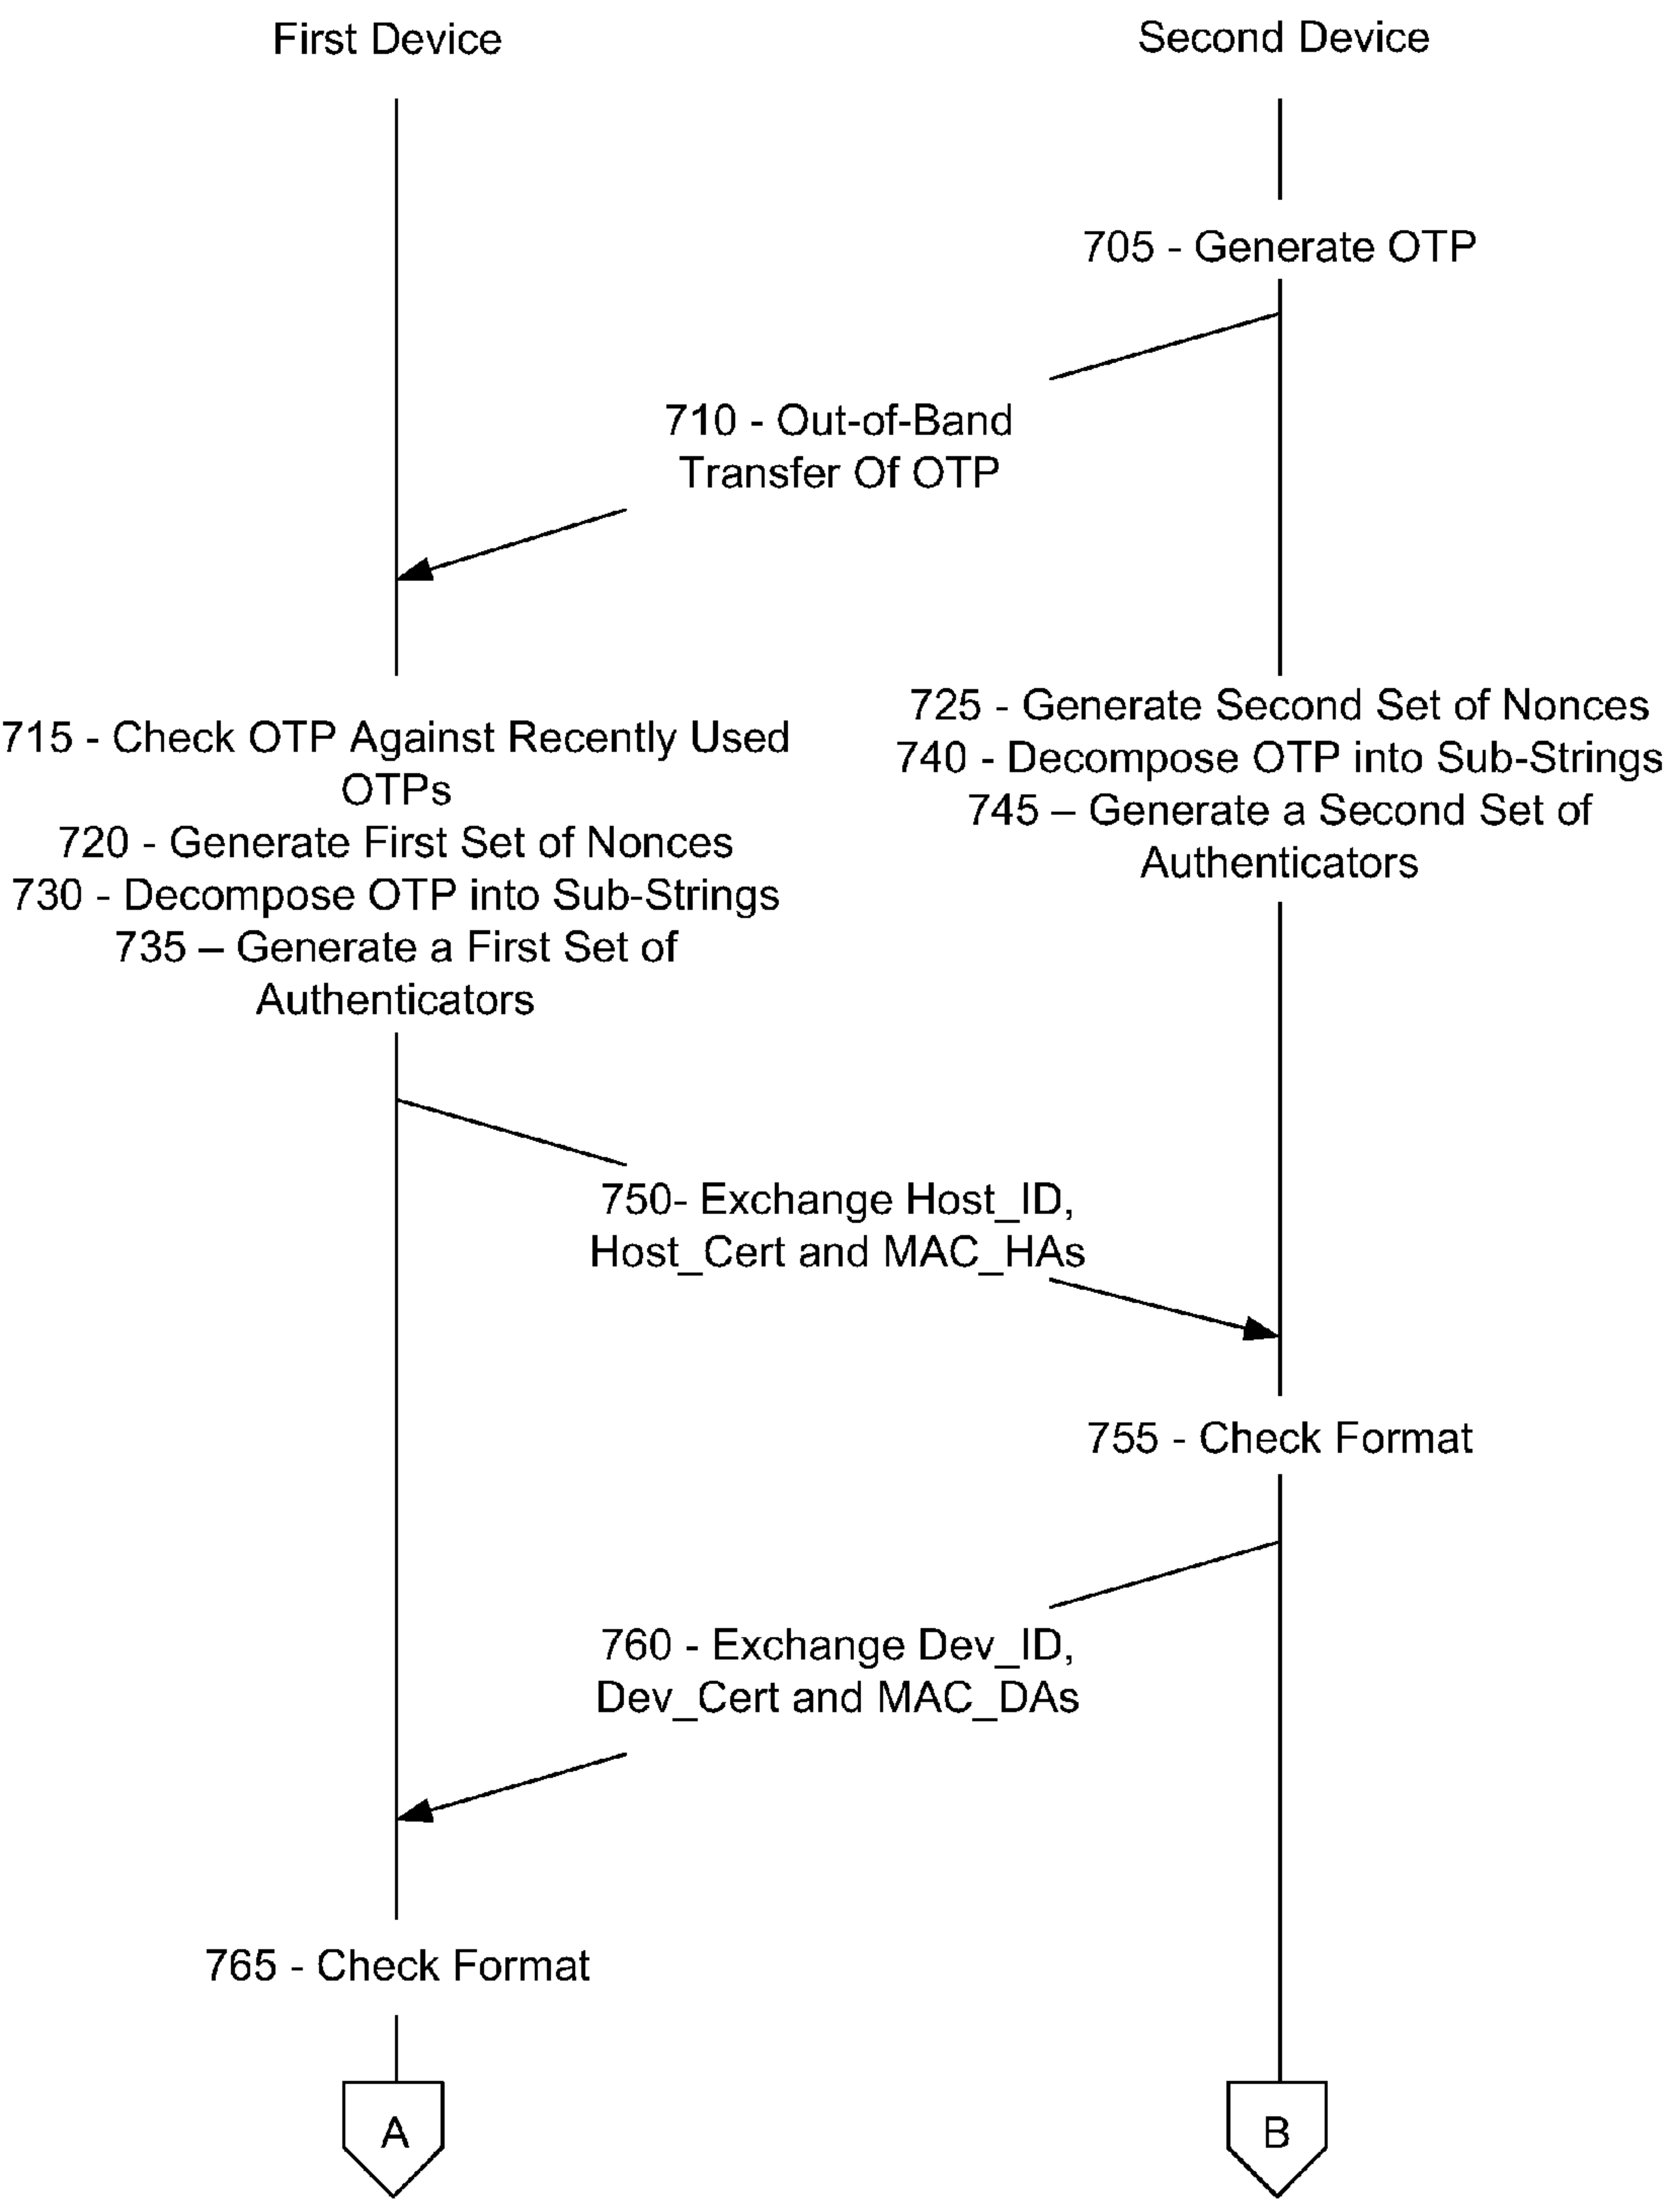 First Device
Second Device
705 - Generate OTP
710 - Out-of-Band
Transfer Of OTP
715 - Check OTP Against Recently Used
OTPs
720 - Generate First Set of Nonces
730 - Decompose OTP into Sub-Strings
735 – Generate a First Set of
Authenticators
725 - Generate Second Set of Nonces
740 - Decompose OTP into Sub-Strings
745 – Generate a Second Set of
Authenticators
750- Exchange Host_ID,
Host_Cert and MAC_HAs
755 - Check Format
760 - Exchange Dev_ID,
Dev_Cert and MAC_DAs
765 - Check Format
A
B